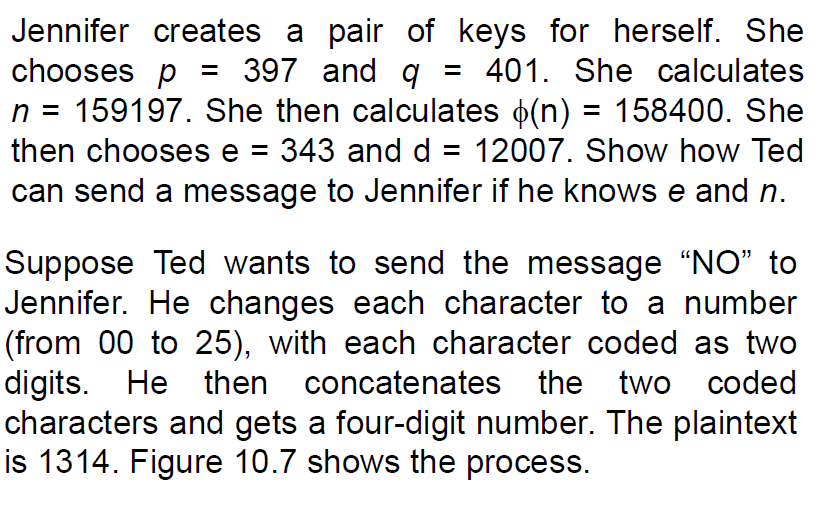 Jennifer creates a pair of keys for herself. She
chooses p = 397 and q = 401. She calculates
n = 159197. She then calculates ϕ(n) = 158400. She
then chooses e = 343 and d = 12007. Show how Ted
can send a message to Jennifer if he knows e and n.
Suppose Ted wants to send the message “NO” to
Jennifer. He changes each character to a number
(from 00 to 25), with each character coded as two
digits. He then concatenates the two coded
characters and gets a four-digit number. The plaintext
is 1314. Figure 10.7 shows the process.